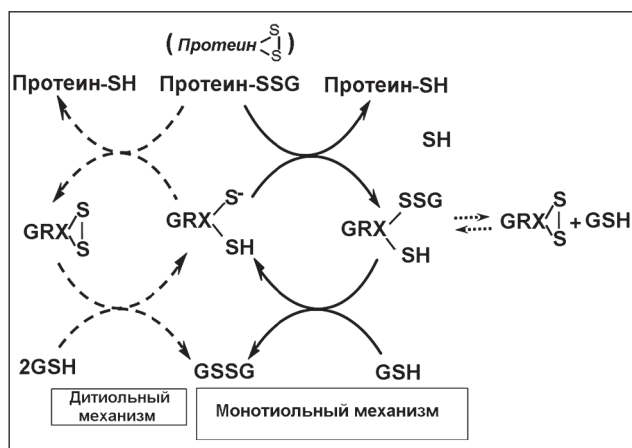 (Протеин S S)
Протеин-SH Протеин-SSG Протеин-SH
SH
S S⁻ SSG S
GRX GRX GRX GRX + GSH
S SH SH S
2GSH GSSG GSH
Дитиольный
механизм
Монотиольный механизм